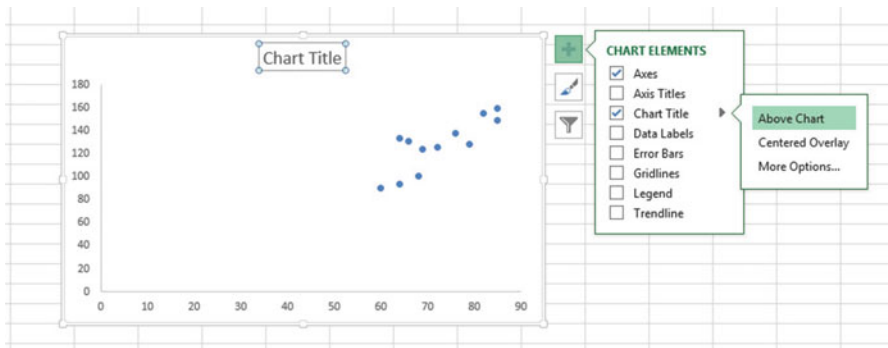 Chart Title
180
160
140
120
100
80
60
40
20
0
0 10 20 30 40 50 60 70 80 90
CHART ELEMENTS
Axes
Axis Titles
Chart Title
Data Labels
Error Bars
Gridlines
Legend
Trendline
Above Chart
Centered Overlay
More Options...